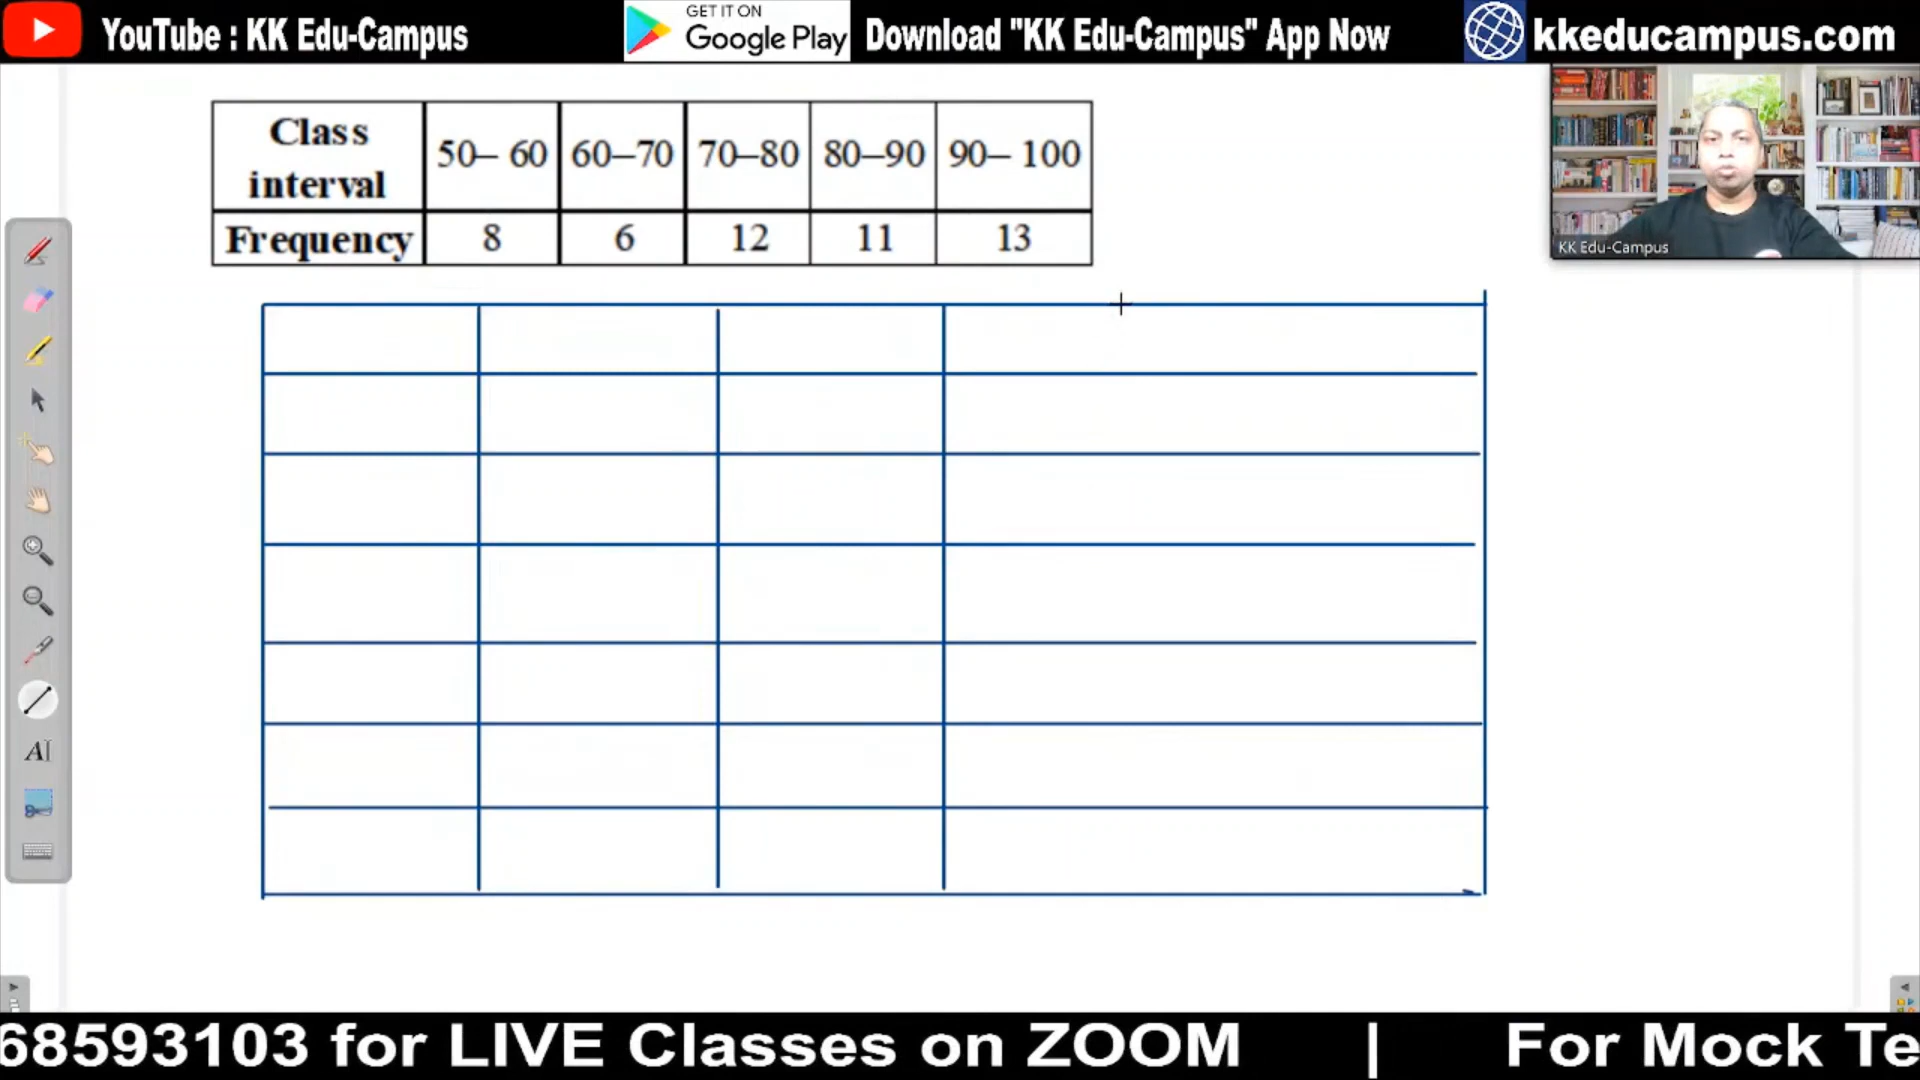 YouTube : KK Edu-Campus
GET IT ON
Google Play
Download "KK Edu-Campus" App Now
kkeducampus.com
Class interval 50– 60 60–70 70–80 80–90 90– 100
Frequency 8 6 12 11 13
KK Edu-Campus
A
68593103 for LIVE Classes on ZOOM | For Mock Te